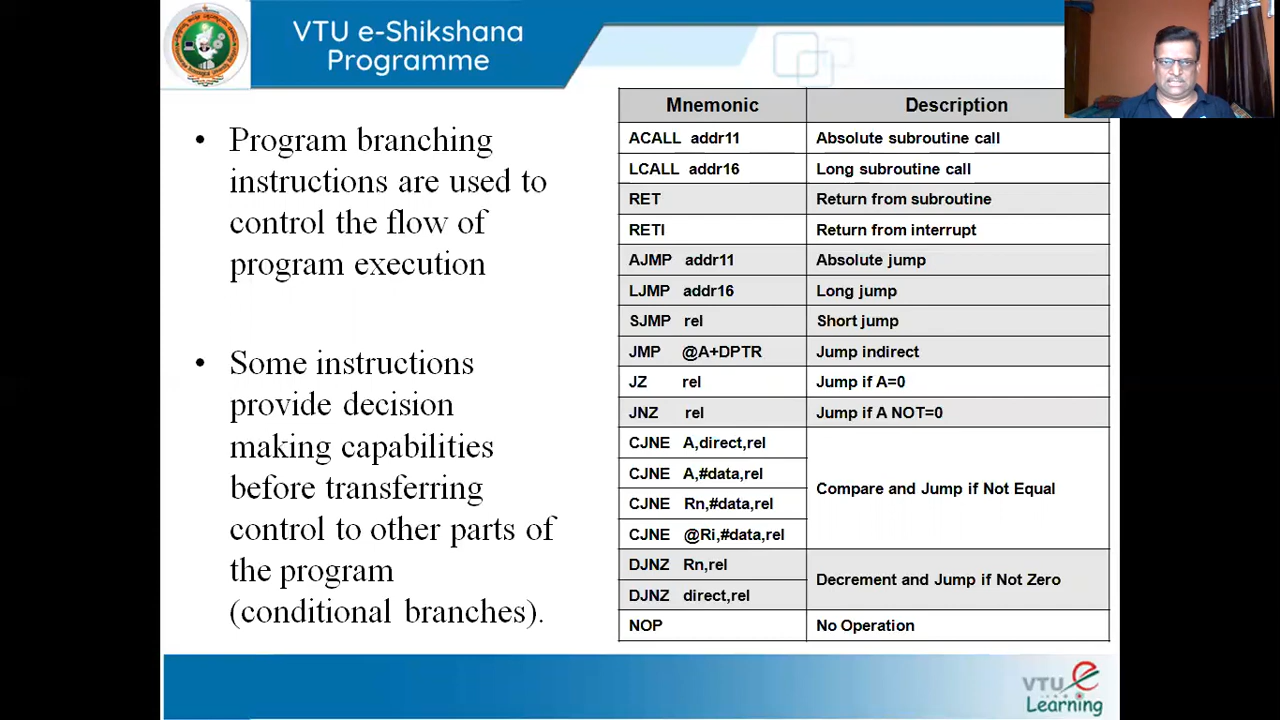 VTU e-Shikshana
Programme
• Program branching
instructions are used to
control the flow of
program execution
• Some instructions
provide decision
making capabilities
before transferring
control to other parts of
the program
(conditional branches).
Mnemonic Description
ACALL addr11 Absolute subroutine call
LCALL addr16 Long subroutine call
RET Return from subroutine
RETI Return from interrupt
AJMP addr11 Absolute jump
LJMP addr16 Long jump
SJMP rel Short jump
JMP @A+DPTR Jump indirect
JZ rel Jump if A=0
JNZ rel Jump if A NOT=0
CJNE A,direct,rel
CJNE A,#data,rel
Compare and Jump if Not Equal
CJNE Rn,#data,rel
CJNE @Ri,#data,rel
DJNZ Rn,rel
Decrement and Jump if Not Zero
DJNZ direct,rel
NOP No Operation
VTU e
Learning